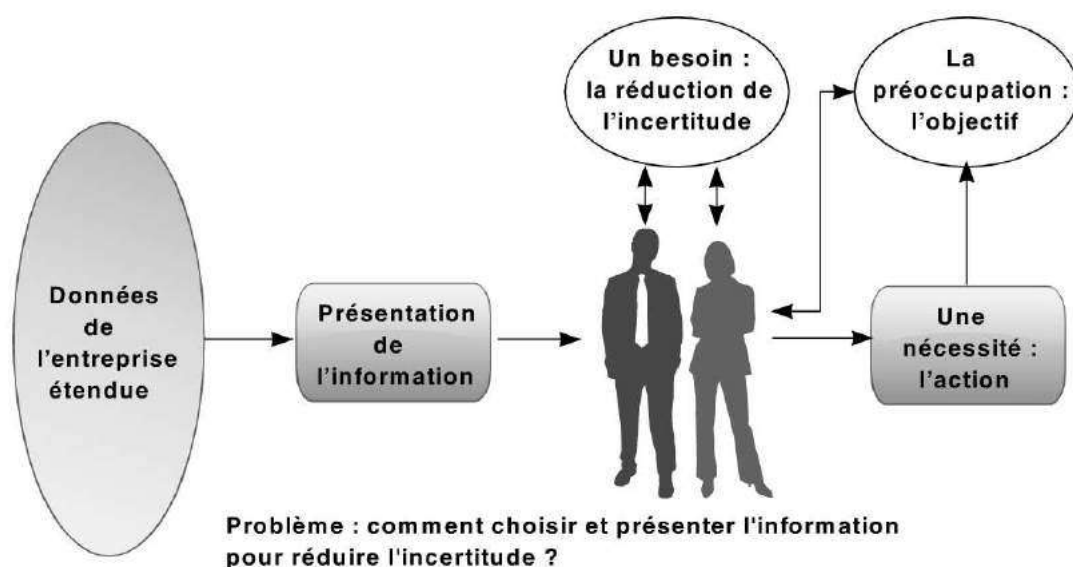 Un besoin :
la réduction de
l'incertitude
La
préoccupation :
l'objectif
Données
de
l'entreprise
étendue
Présentation
de
l'information
Une
nécessité :
l'action
Problème : comment choisir et présenter l'information
pour réduire l'incertitude ?